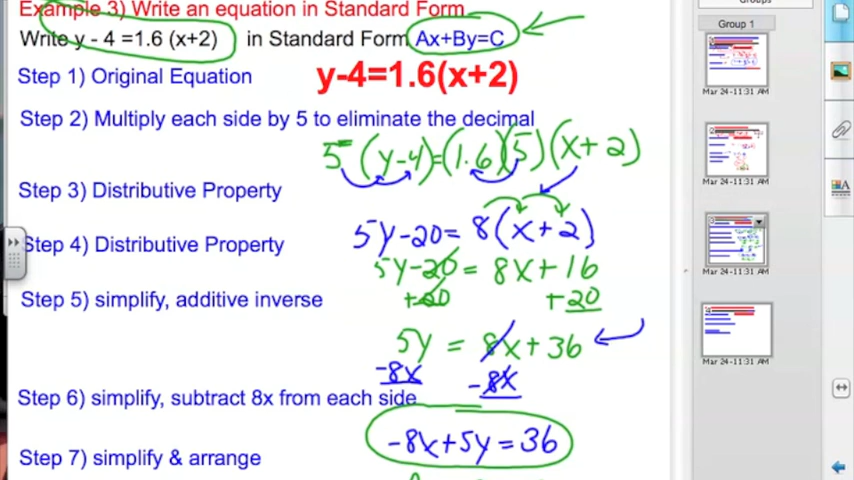 Example 3) Write an equation in Standard Form
Write y - 4 =1.6 (x+2) in Standard Form Ax+By=C
Step 1) Original Equation
y-4=1.6(x+2)
Step 2) Multiply each side by 5 to eliminate the decimal
5 (y-4)=(1.6)(5)(x+2)
Step 3) Distributive Property
5y-20= 8(x+2)
Step 4) Distributive Property
5y-20 = 8x+16
+20 +20
Step 5) simplify, additive inverse
5y = 8x+36
-8x -8x
Step 6) simplify, subtract 8x from each side
-8x+5y=36
Step 7) simplify & arrange
Group 1
Mar 24-11:31 AM
Mar 24-11:31 AM
Mar 24-11:31 AM
Mar 24-11:31 AM